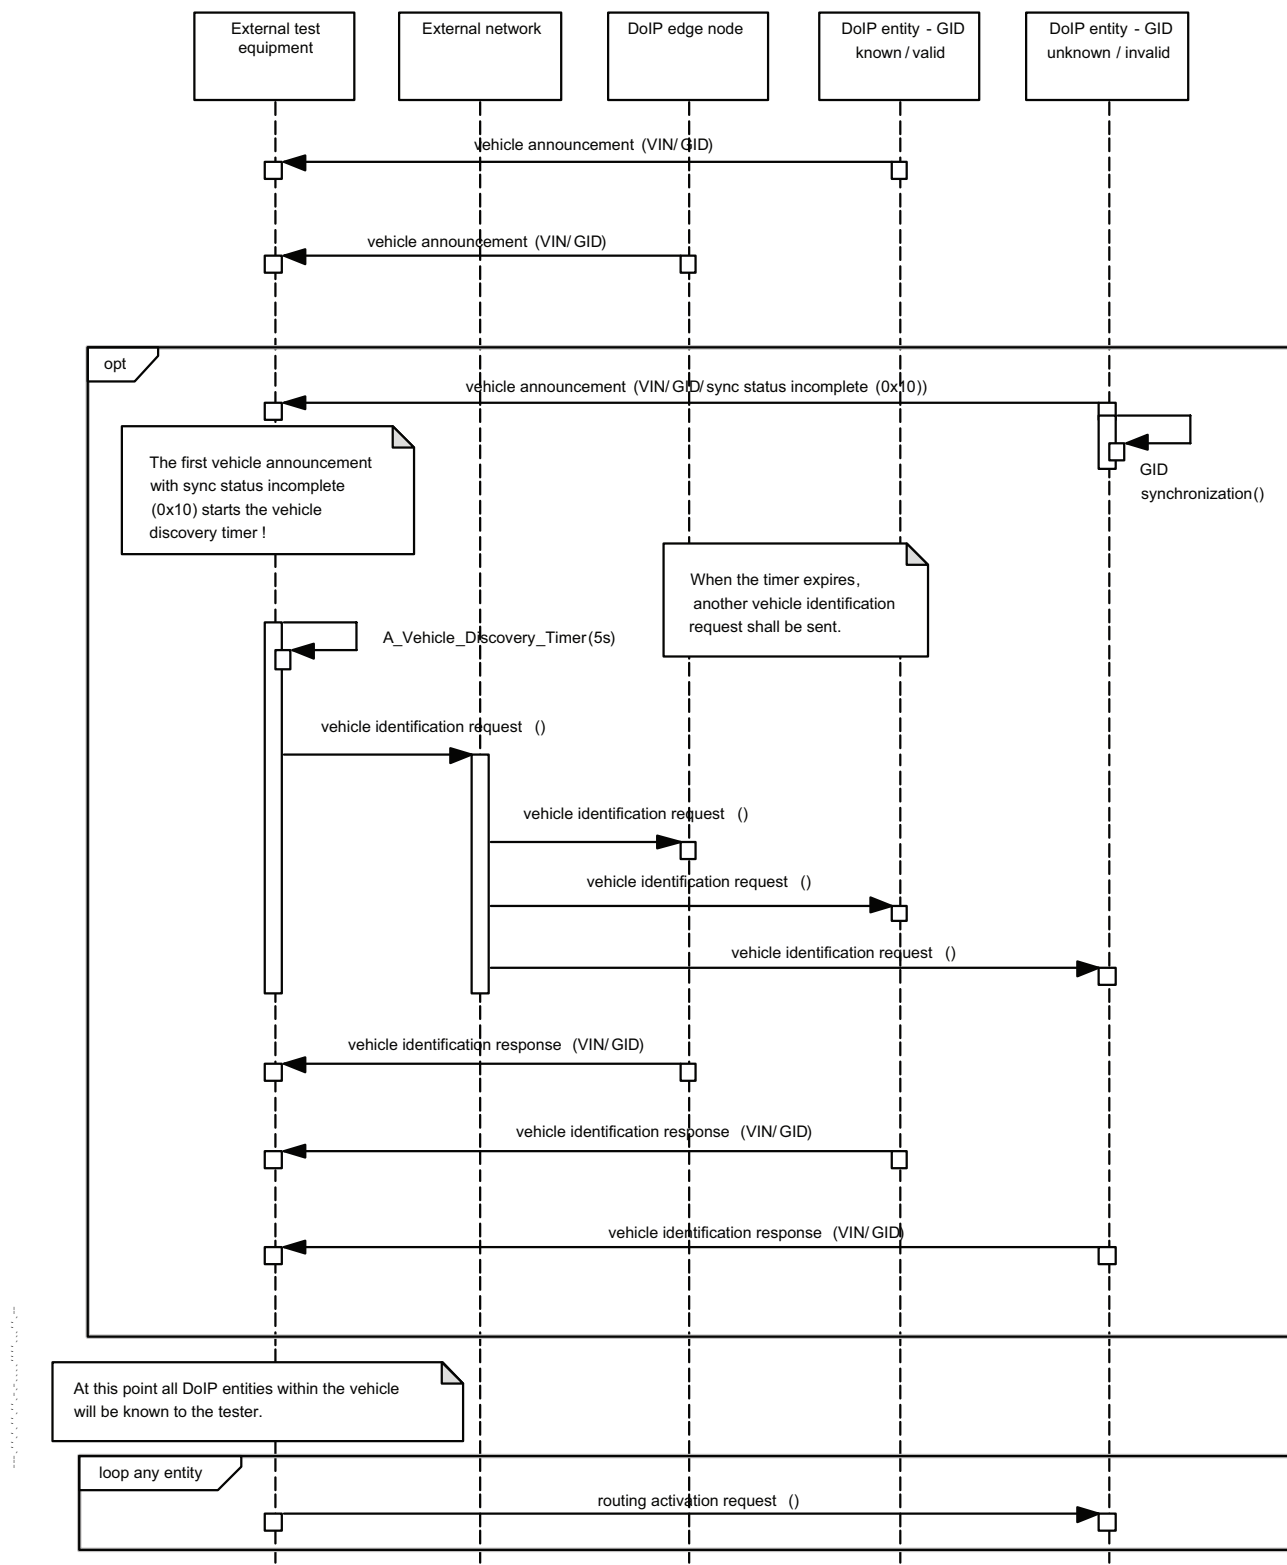 External test
equipment
External network
DoIP edge node
DoIP entity - GID
known / valid
DoIP entity - GID
unknown / invalid
vehicle announcement (VIN/ GID)
vehicle announcement (VIN/ GID)
opt
vehicle announcement (VIN/ GID/ sync status incomplete (0x10))
GID
synchronization()
The first vehicle announcement
with sync status incomplete
(0x10) starts the vehicle
discovery timer !
When the timer expires,
another vehicle identification
request shall be sent.
A_Vehicle_Discovery_Timer(5s)
vehicle identification request ()
vehicle identification request ()
vehicle identification request ()
vehicle identification request ()
vehicle identification response (VIN/ GID)
vehicle identification response (VIN/ GID)
vehicle identification response (VIN/ GID)
At this point all DoIP entities within the vehicle
will be known to the tester.
loop any entity
routing activation request ()